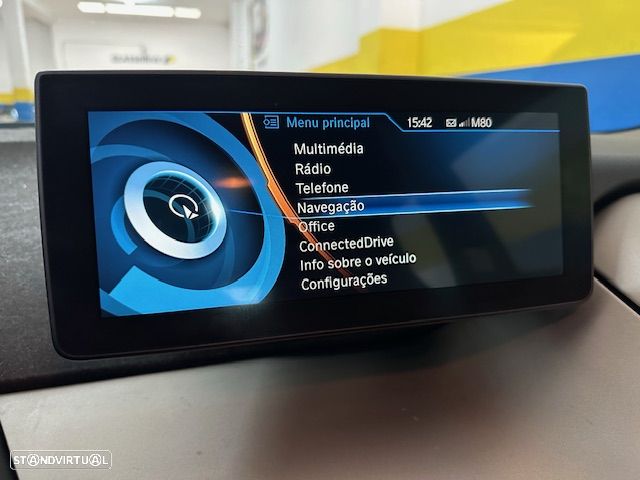 Menu principal 15:42 M80
Multimédia
Rádio
Telefone
Navegação
Office
ConnectedDrive
Info sobre o veículo
Configurações
STANDVIRTUAL